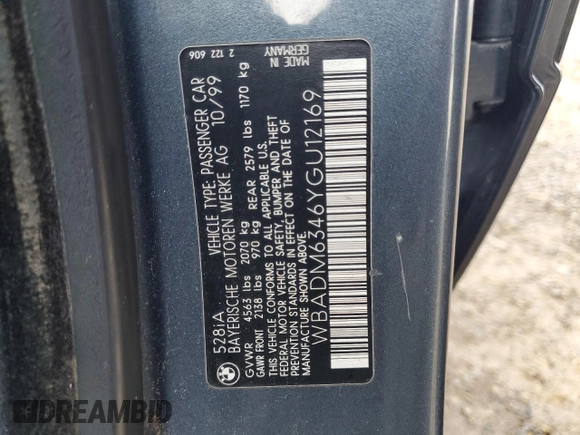 528iA VEHICLE TYPE: PASSENGER CAR 2 122 606
BAYERISCHE MOTOREN WERKE AG 10/99
GVWR 4563 lbs 2070 kg
GAWR FRONT 2138 lbs 970 kg REAR 2579 lbs 1170 kg
THIS VEHICLE CONFORMS TO ALL APPLICABLE U.S.
FEDERAL MOTOR VEHICLE SAFETY, BUMPER AND THEFT
PREVENTION STANDARDS IN EFFECT ON THE DATE OF
MANUFACTURE SHOWN ABOVE.
MADE IN
GERMANY
WBADM6346YGU12169
BMW
DREAMBID